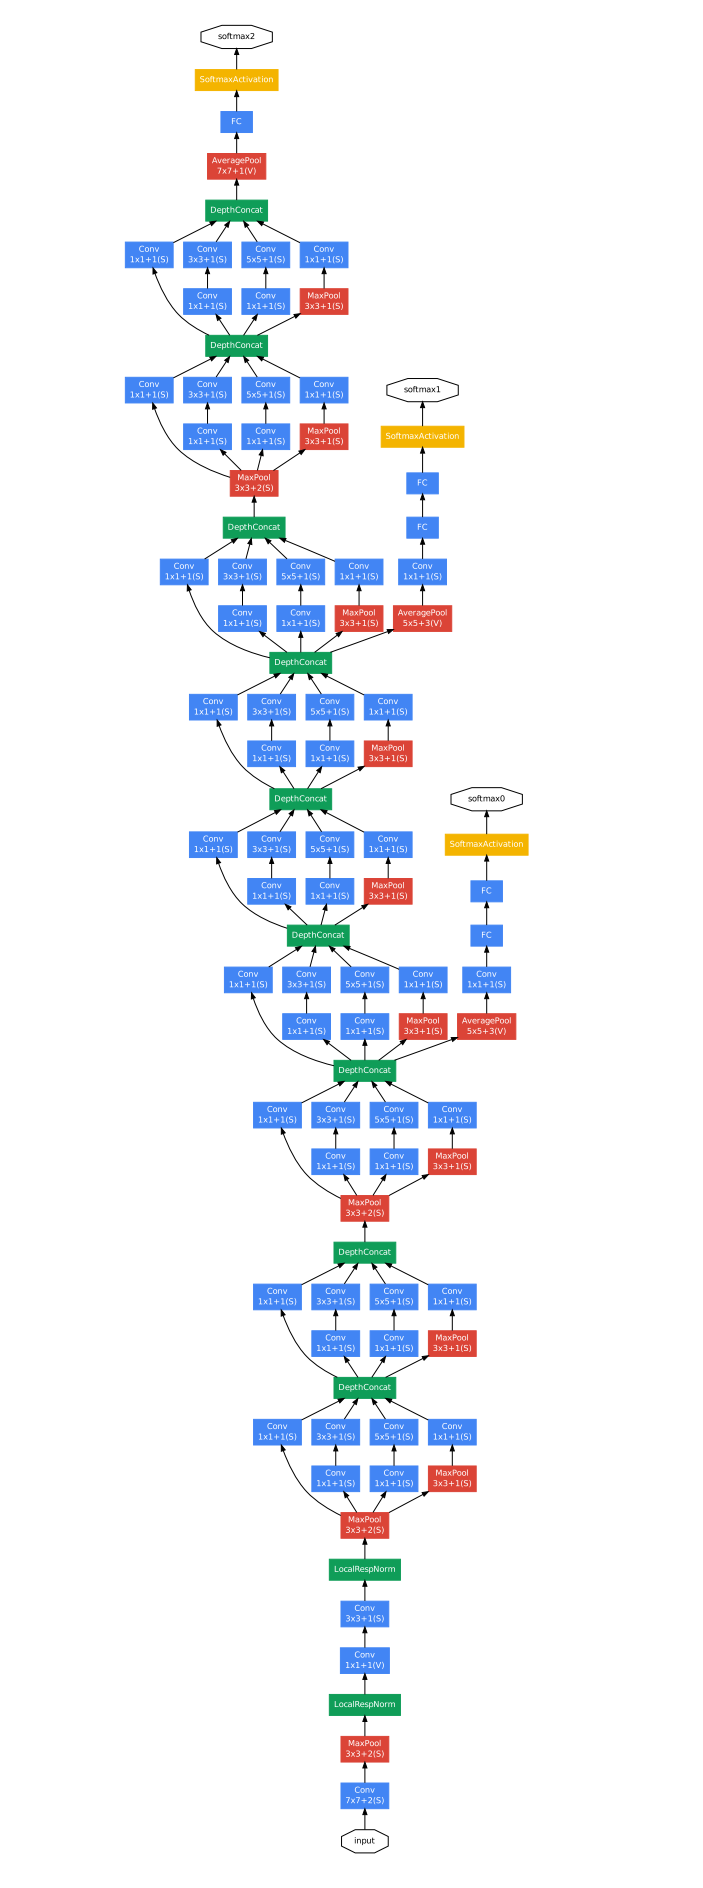 softmax2
SoftmaxActivation
FC
AveragePool
7x7+1(V)
DepthConcat
Conv Conv Conv Conv
1x1+1(S) 3x3+1(S) 5x5+1(S) 1x1+1(S)
Conv Conv MaxPool
1x1+1(S) 1x1+1(S) 3x3+1(S)
DepthConcat
Conv Conv Conv Conv
1x1+1(S) 3x3+1(S) 5x5+1(S) 1x1+1(S)
softmax1
Conv Conv MaxPool
1x1+1(S) 1x1+1(S) 3x3+1(S)
SoftmaxActivation
MaxPool
3x3+2(S)
FC
DepthConcat
FC
Conv Conv Conv Conv Conv
1x1+1(S) 3x3+1(S) 5x5+1(S) 1x1+1(S) 1x1+1(S)
Conv Conv MaxPool AveragePool
1x1+1(S) 1x1+1(S) 3x3+1(S) 5x5+3(V)
DepthConcat
Conv Conv Conv Conv
1x1+1(S) 3x3+1(S) 5x5+1(S) 1x1+1(S)
Conv Conv MaxPool
1x1+1(S) 1x1+1(S) 3x3+1(S)
DepthConcat
softmax0
Conv Conv Conv Conv
1x1+1(S) 3x3+1(S) 5x5+1(S) 1x1+1(S)
SoftmaxActivation
Conv Conv MaxPool
1x1+1(S) 1x1+1(S) 3x3+1(S)
FC
DepthConcat
FC
Conv Conv Conv Conv Conv
1x1+1(S) 3x3+1(S) 5x5+1(S) 1x1+1(S) 1x1+1(S)
Conv Conv MaxPool AveragePool
1x1+1(S) 1x1+1(S) 3x3+1(S) 5x5+3(V)
DepthConcat
Conv Conv Conv Conv
1x1+1(S) 3x3+1(S) 5x5+1(S) 1x1+1(S)
Conv Conv MaxPool
1x1+1(S) 1x1+1(S) 3x3+1(S)
MaxPool
3x3+2(S)
DepthConcat
Conv Conv Conv Conv
1x1+1(S) 3x3+1(S) 5x5+1(S) 1x1+1(S)
Conv Conv MaxPool
1x1+1(S) 1x1+1(S) 3x3+1(S)
DepthConcat
Conv Conv Conv Conv
1x1+1(S) 3x3+1(S) 5x5+1(S) 1x1+1(S)
Conv Conv MaxPool
1x1+1(S) 1x1+1(S) 3x3+1(S)
MaxPool
3x3+2(S)
LocalRespNorm
Conv
3x3+1(S)
Conv
1x1+1(V)
LocalRespNorm
MaxPool
3x3+2(S)
Conv
7x7+2(S)
input